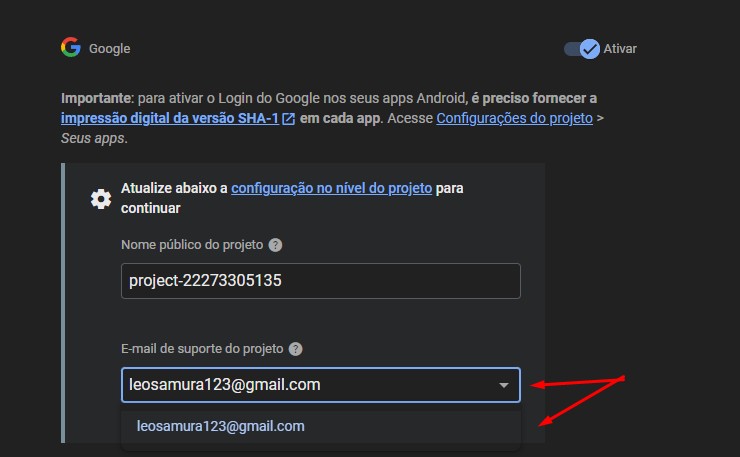 Google
Ativar
Importante: para ativar o Login do Google nos seus apps Android, é preciso fornecer a
impressão digital da versão SHA-1 em cada app. Acesse Configurações do projeto >
Seus apps.
Atualize abaixo a configuração no nível do projeto para
continuar
Nome público do projeto ?
project-22273305135
E-mail de suporte do projeto ?
leosamura123@gmail.com
leosamura123@gmail.com